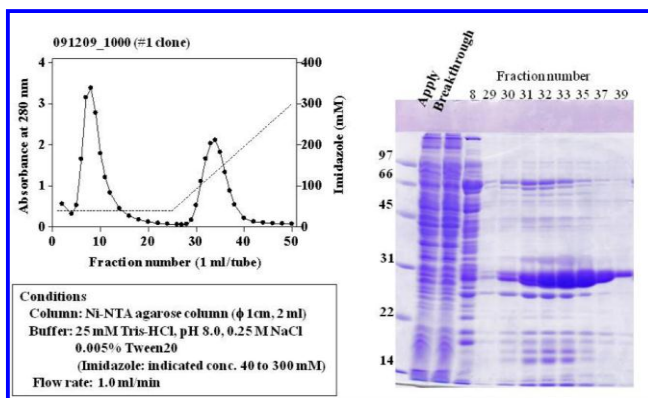 091209_1000 (#1 clone)
Absorbance at 280 nm
4
3
2
1
0
400
300
200
100
0
Imidazole (mM)
0 10 20 30 40 50
Fraction number (1 ml/tube)
Conditions
Column: Ni-NTA agarose column (ϕ 1cm, 2 ml)
Buffer: 25 mM Tris-HCl, pH 8.0, 0.25 M NaCl
0.005% Tween20
(Imidazole: indicated conc. 40 to 300 mM)
Flow rate: 1.0 ml/min
Apply
Breakthrough
Fraction number
8 29 30 31 32 33 35 37 39
97
66
45
31
22
14